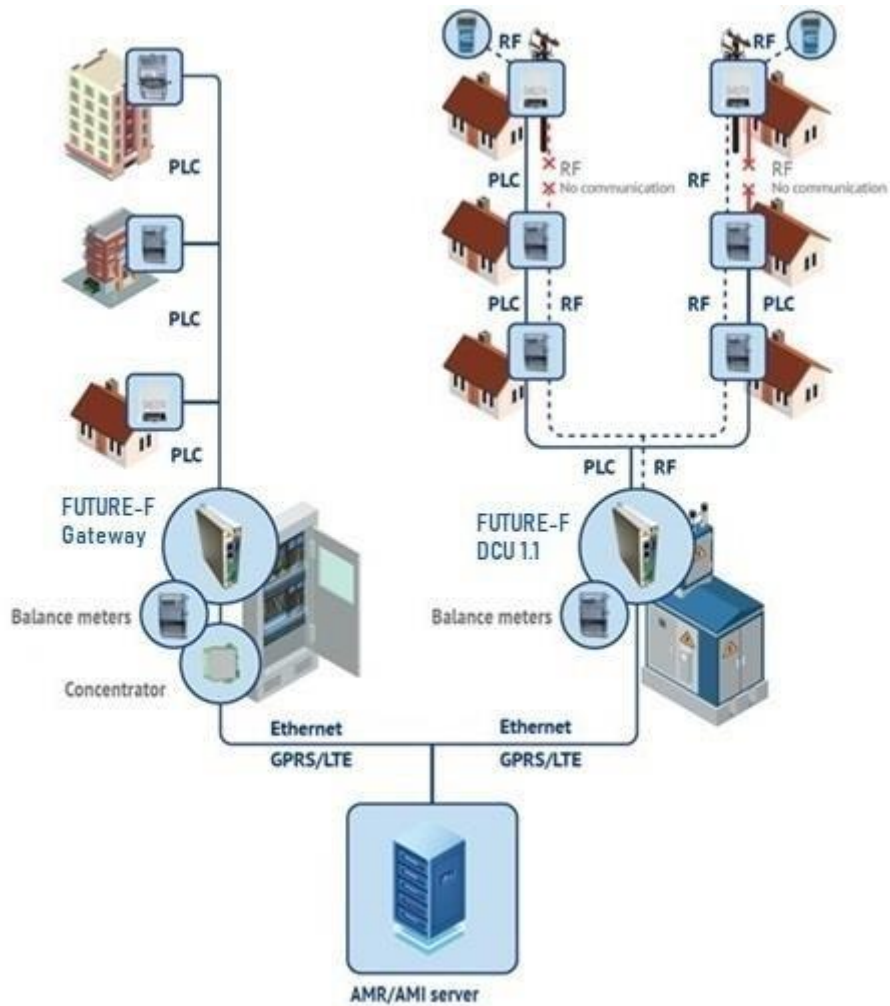 RF
RF
PLC
PLC
RF
No communication
RF
RF
No communication
PLC
PLC
RF
RF
PLC
PLC
PLC
RF
FUTURE-F
Gateway
FUTURE-F
DCU 1.1
Balance meters
Balance meters
Concentrator
Ethernet
GPRS/LTE
Ethernet
GPRS/LTE
AMR/AMI server